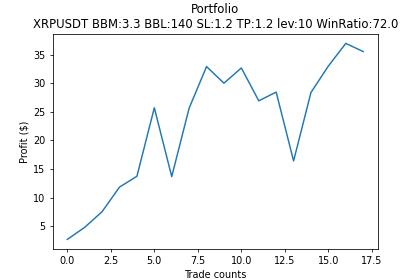 Portfolio
XRPUSDT BBM:3.3 BBL:140 SL:1.2 TP:1.2 lev:10 WinRatio:72.0
35
30
25
20
15
10
5
Profit ($)
0.0 2.5 5.0 7.5 10.0 12.5 15.0 17.5
Trade counts